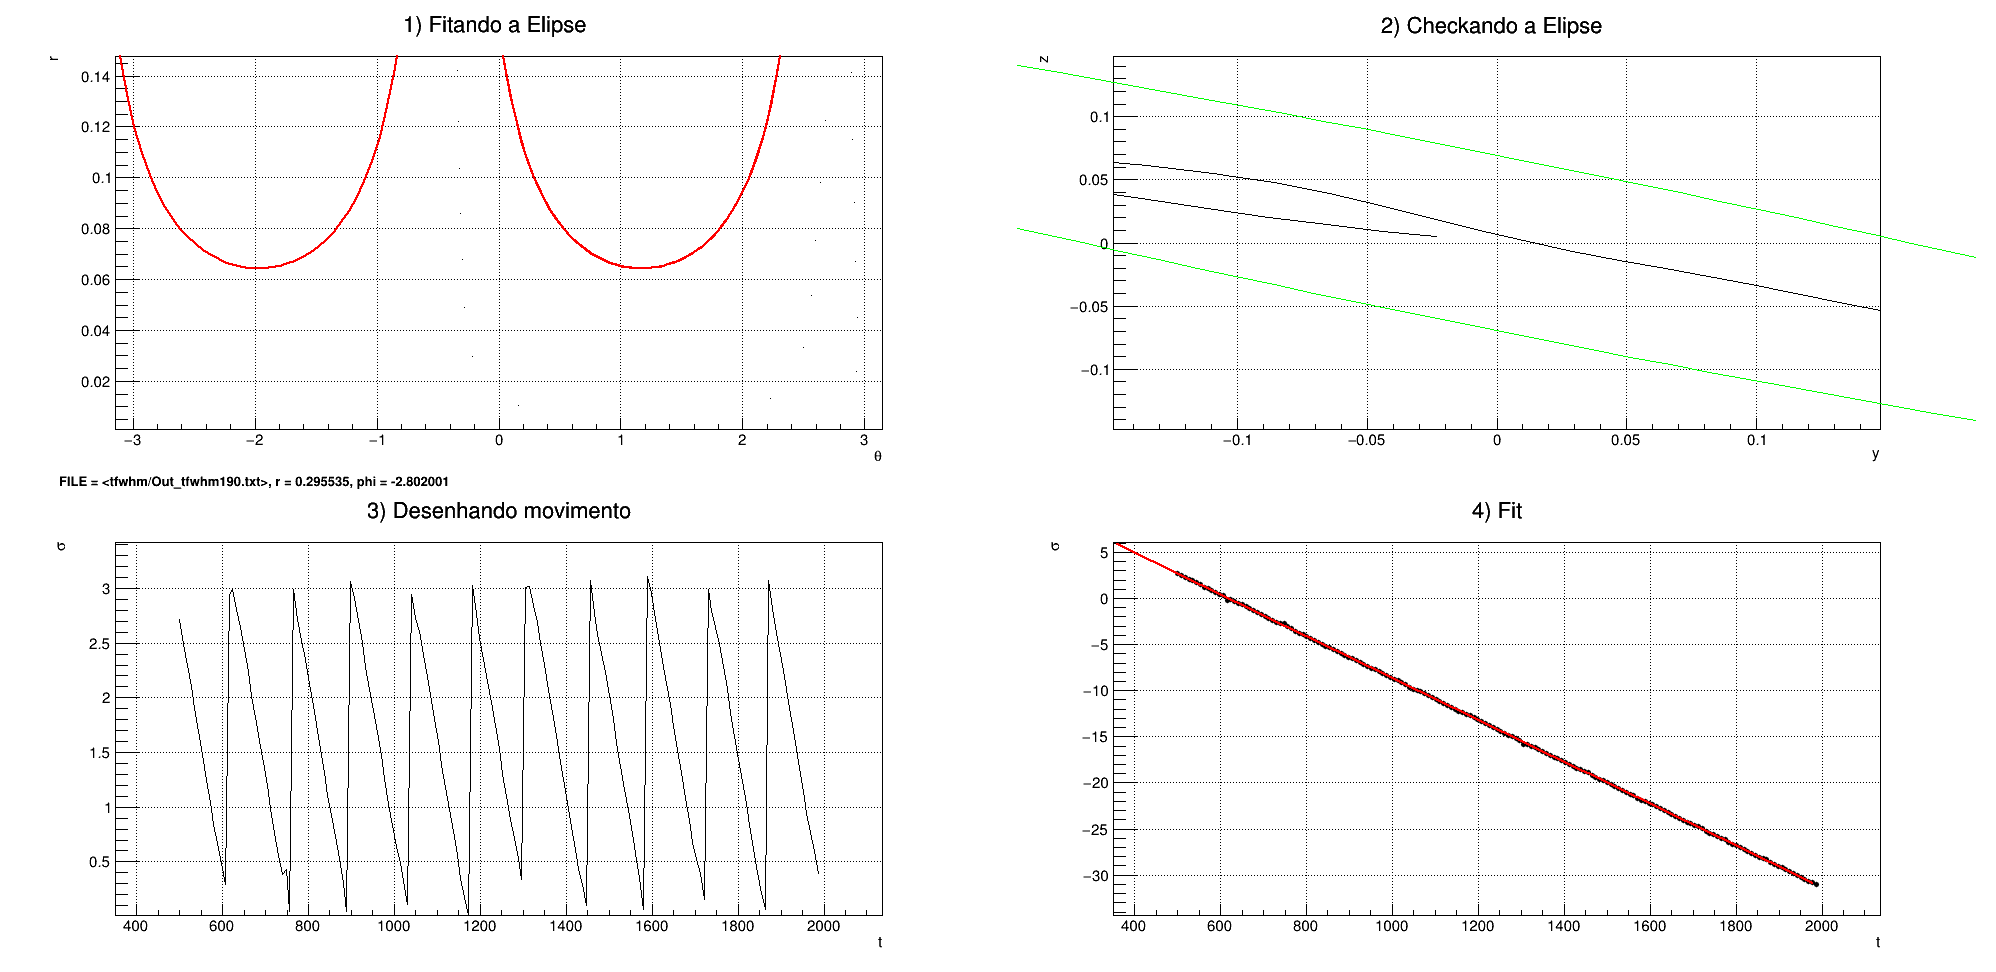 1) Fitando a Elipse
r
0.14
0.12
0.1
0.08
0.06
0.04
0.02
−3 −2 −1 0 1 2 3
θ
2) Checkando a Elipse
z
0.1
0.05
0
−0.05
−0.1
−0.1 −0.05 0 0.05 0.1
y
FILE = <tfwhm/Out_tfwhm190.txt>, r = 0.295535, phi = -2.802001
3) Desenhando movimento
σ
3
2.5
2
1.5
1
0.5
400 600 800 1000 1200 1400 1600 1800 2000
t
4) Fit
σ
5
0
−5
−10
−15
−20
−25
−30
400 600 800 1000 1200 1400 1600 1800 2000
t